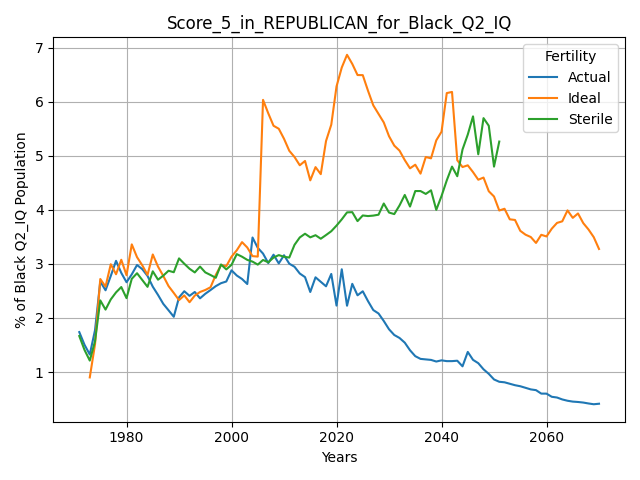 Score_5_in_REPUBLICAN_for_Black_Q2_IQ
Fertility
Actual
Ideal
Sterile
% of Black Q2_IQ Population
7
6
5
4
3
2
1
1980 2000 2020 2040 2060
Years